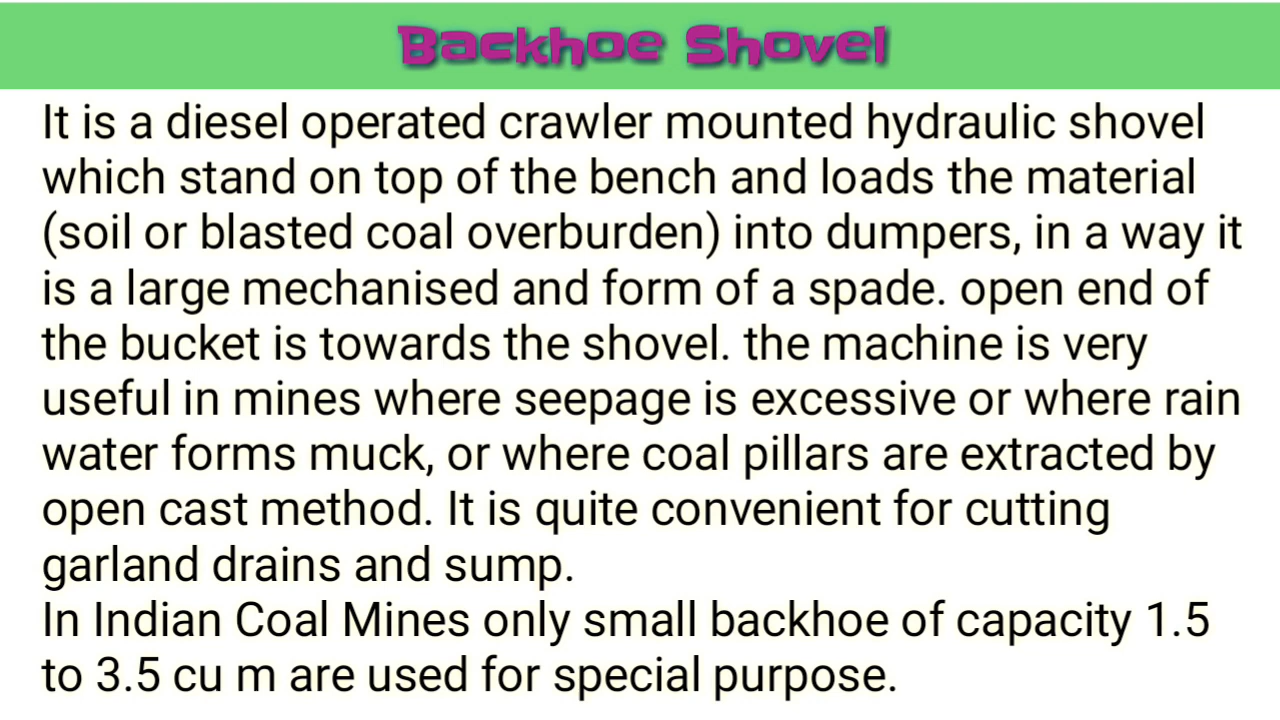 Backhoe Shovel
It is a diesel operated crawler mounted hydraulic shovel
which stand on top of the bench and loads the material
(soil or blasted coal overburden) into dumpers, in a way it
is a large mechanised and form of a spade. open end of
the bucket is towards the shovel. the machine is very
useful in mines where seepage is excessive or where rain
water forms muck, or where coal pillars are extracted by
open cast method. It is quite convenient for cutting
garland drains and sump.
In Indian Coal Mines only small backhoe of capacity 1.5
to 3.5 cu m are used for special purpose.